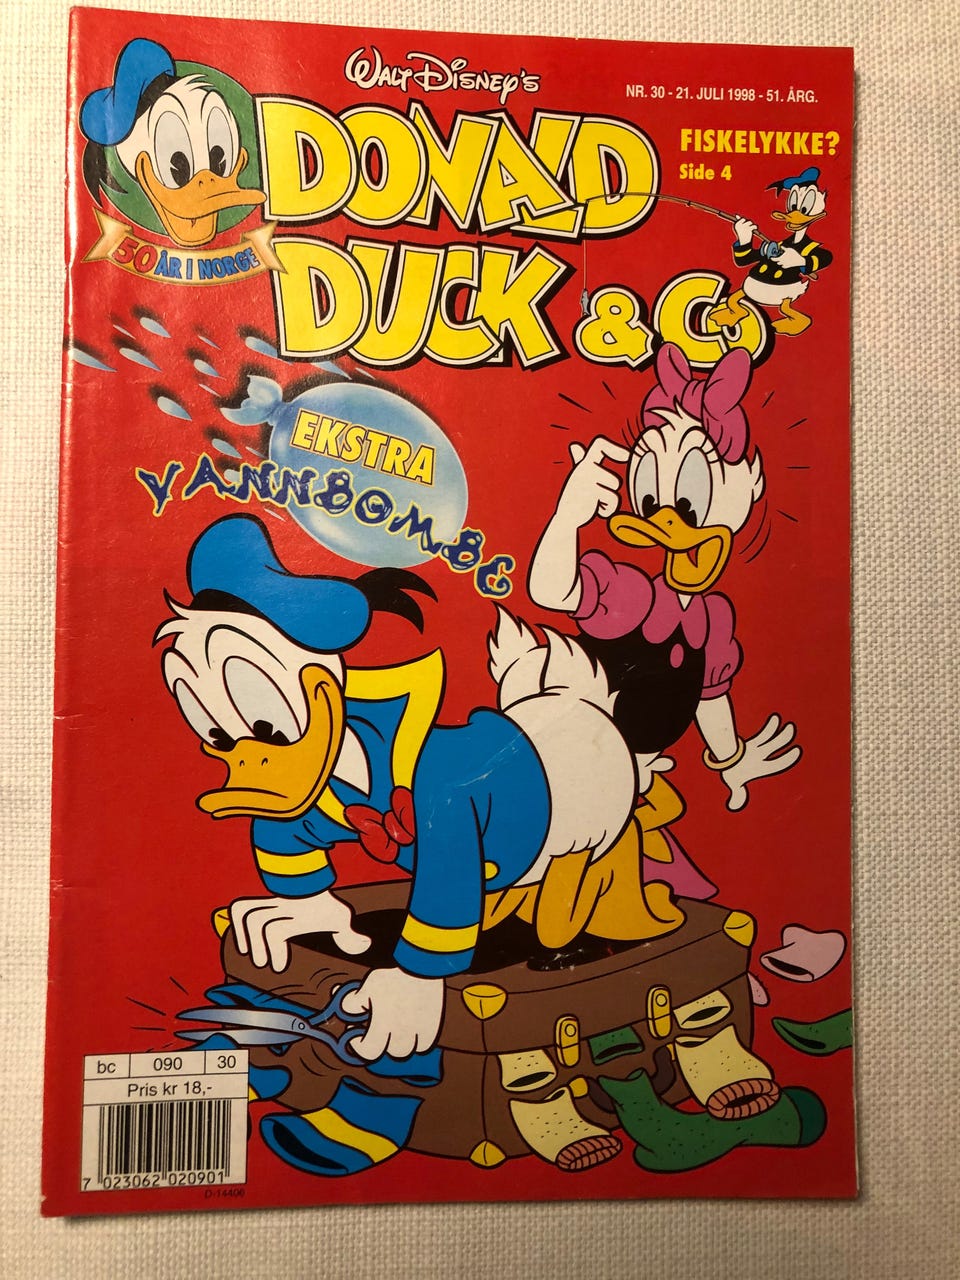 WALT DISNEY'S
NR. 30 - 21. JULI 1998 - 51. ÅRG.
DONALD
DUCK & Co
FISKELYKKE?
Side 4
50 ÅR I NORGE
EKSTRA
VANNBOMBE
bc 090 30
Pris kr 18,-
7 023062 020901
D-14400